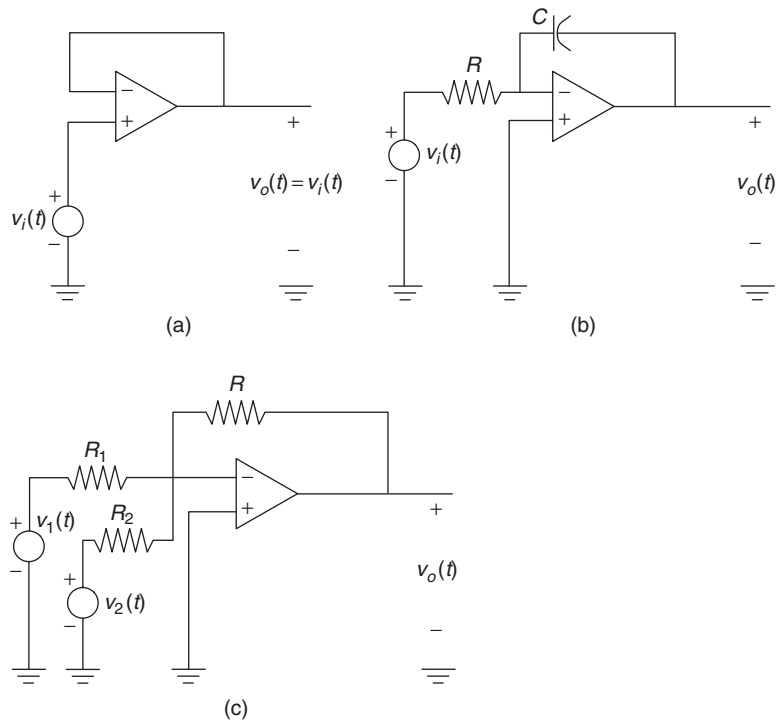 C
R
−
+
+
−
v_i(t)
+
v_o(t) = v_i(t)
−
(a)
−
+
+
−
v_i(t)
+
v_o(t)
−
(b)
R
R_1
−
+
+
−
v_1(t)
R_2
+
−
v_2(t)
+
v_o(t)
−
(c)